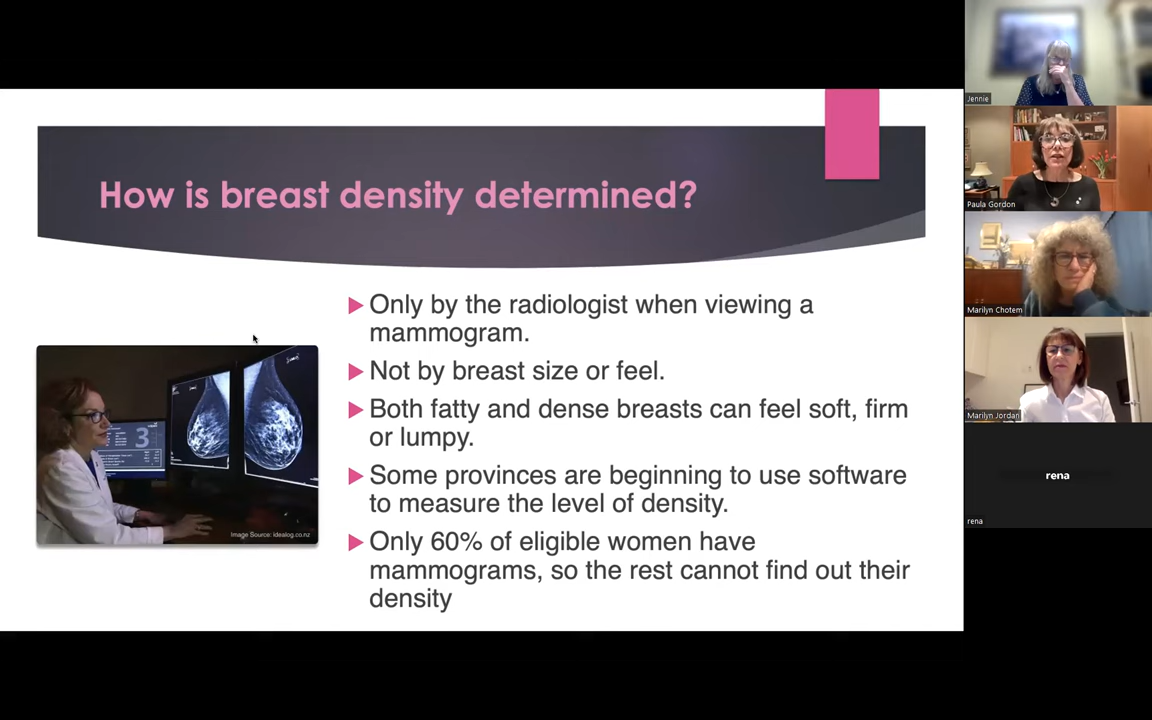 How is breast density determined?
Only by the radiologist when viewing a
mammogram.
Not by breast size or feel.
Both fatty and dense breasts can feel soft, firm
or lumpy.
Some provinces are beginning to use software
to measure the level of density.
Only 60% of eligible women have
mammograms, so the rest cannot find out their
density
3
Image Source: idealog.co.nz
Jennie
Paula Gordon
Marilyn Chotem
Marilyn Jordan
rena
rena